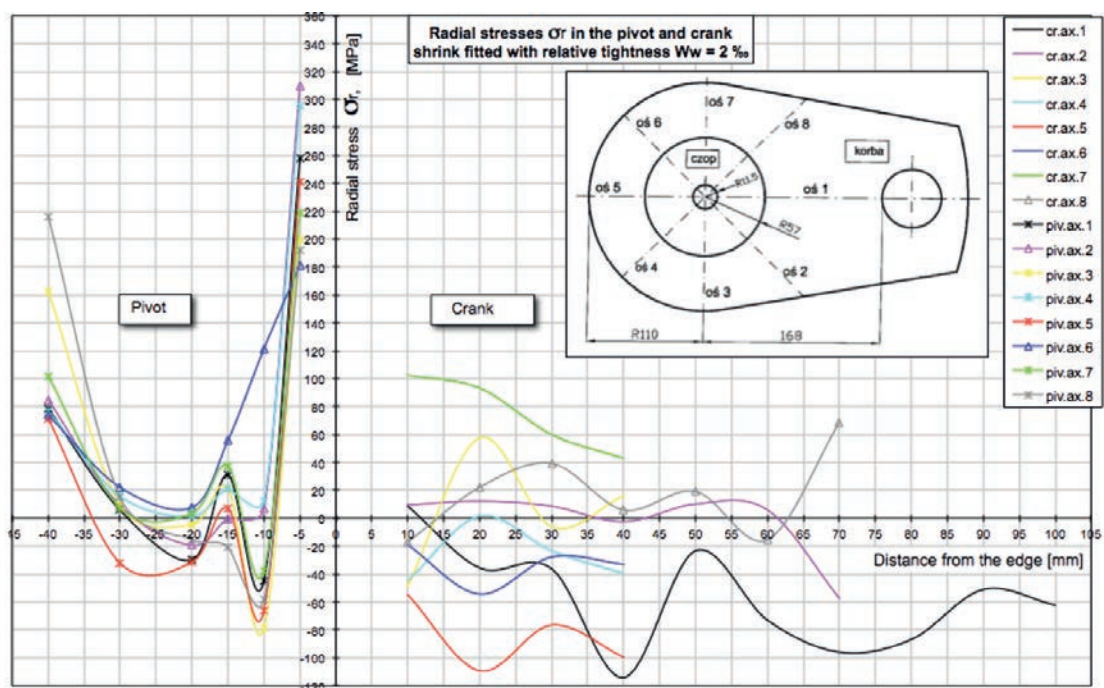 Radial stresses σr in the pivot and crank
shrink fitted with relative tightness Ww = 2 ‰
Radial stress σr, [MPa]
360
340
320
300
280
260
240
220
200
180
160
140
120
100
80
60
40
20
0
-20
-40
-60
-80
-100
-120
45 -40 -35 -30 -25 -20 -15 -10 -5 0 5 10 15 20 25 30 35 40 45 50 55 60 65 70 75 80 85 90 95 100 105
Distance from the edge [mm]
Pivot
Crank
oś 7
oś 6
oś 8
czop
korba
R11.5
oś 5
oś 1
R57
oś 4
oś 2
oś 3
R110
168
cr.ax.1
cr.ax.2
cr.ax.3
cr.ax.4
cr.ax.5
cr.ax.6
cr.ax.7
cr.ax.8
piv.ax.1
piv.ax.2
piv.ax.3
piv.ax.4
piv.ax.5
piv.ax.6
piv.ax.7
piv.ax.8